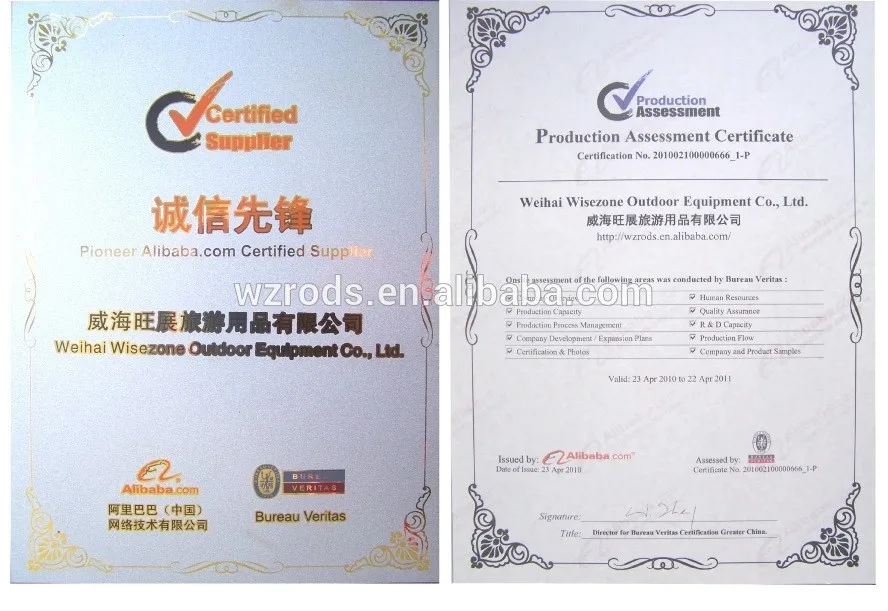 Certified
Supplier
诚信先锋
Pioneer Alibaba.com Certified Supplier
威海旺展旅游用品有限公司
Weihai Wisezone Outdoor Equipment Co., Ltd.
Alibaba.com
阿里巴巴（中国）
网络技术有限公司
BUREAU
VERITAS
Bureau Veritas
wzrods.en.alibaba.com
Production
Assessment
Production Assessment Certificate
Certification No. 201002100000666_1-P
Weihai Wisezone Outdoor Equipment Co., Ltd.
威海旺展旅游用品有限公司
http://wzrods.en.alibaba.com/
Onsite assessment of the following areas was conducted by Bureau Veritas :
Human Resources
Production Capacity
Quality Assurance
Production Process Management
R & D Capacity
Company Development / Expansion Plans
Production Flow
Certification & Photos
Company and Product Samples
Valid: 23 Apr 2010 to 22 Apr 2011
Issued by: Alibaba.com
Date of Issue: 23 Apr 2010
Assessed by:
BUREAU
VERITAS
Certificate No. 201002100000666_1-P
Signature:
Title: Director for Bureau Veritas Certification Greater China.